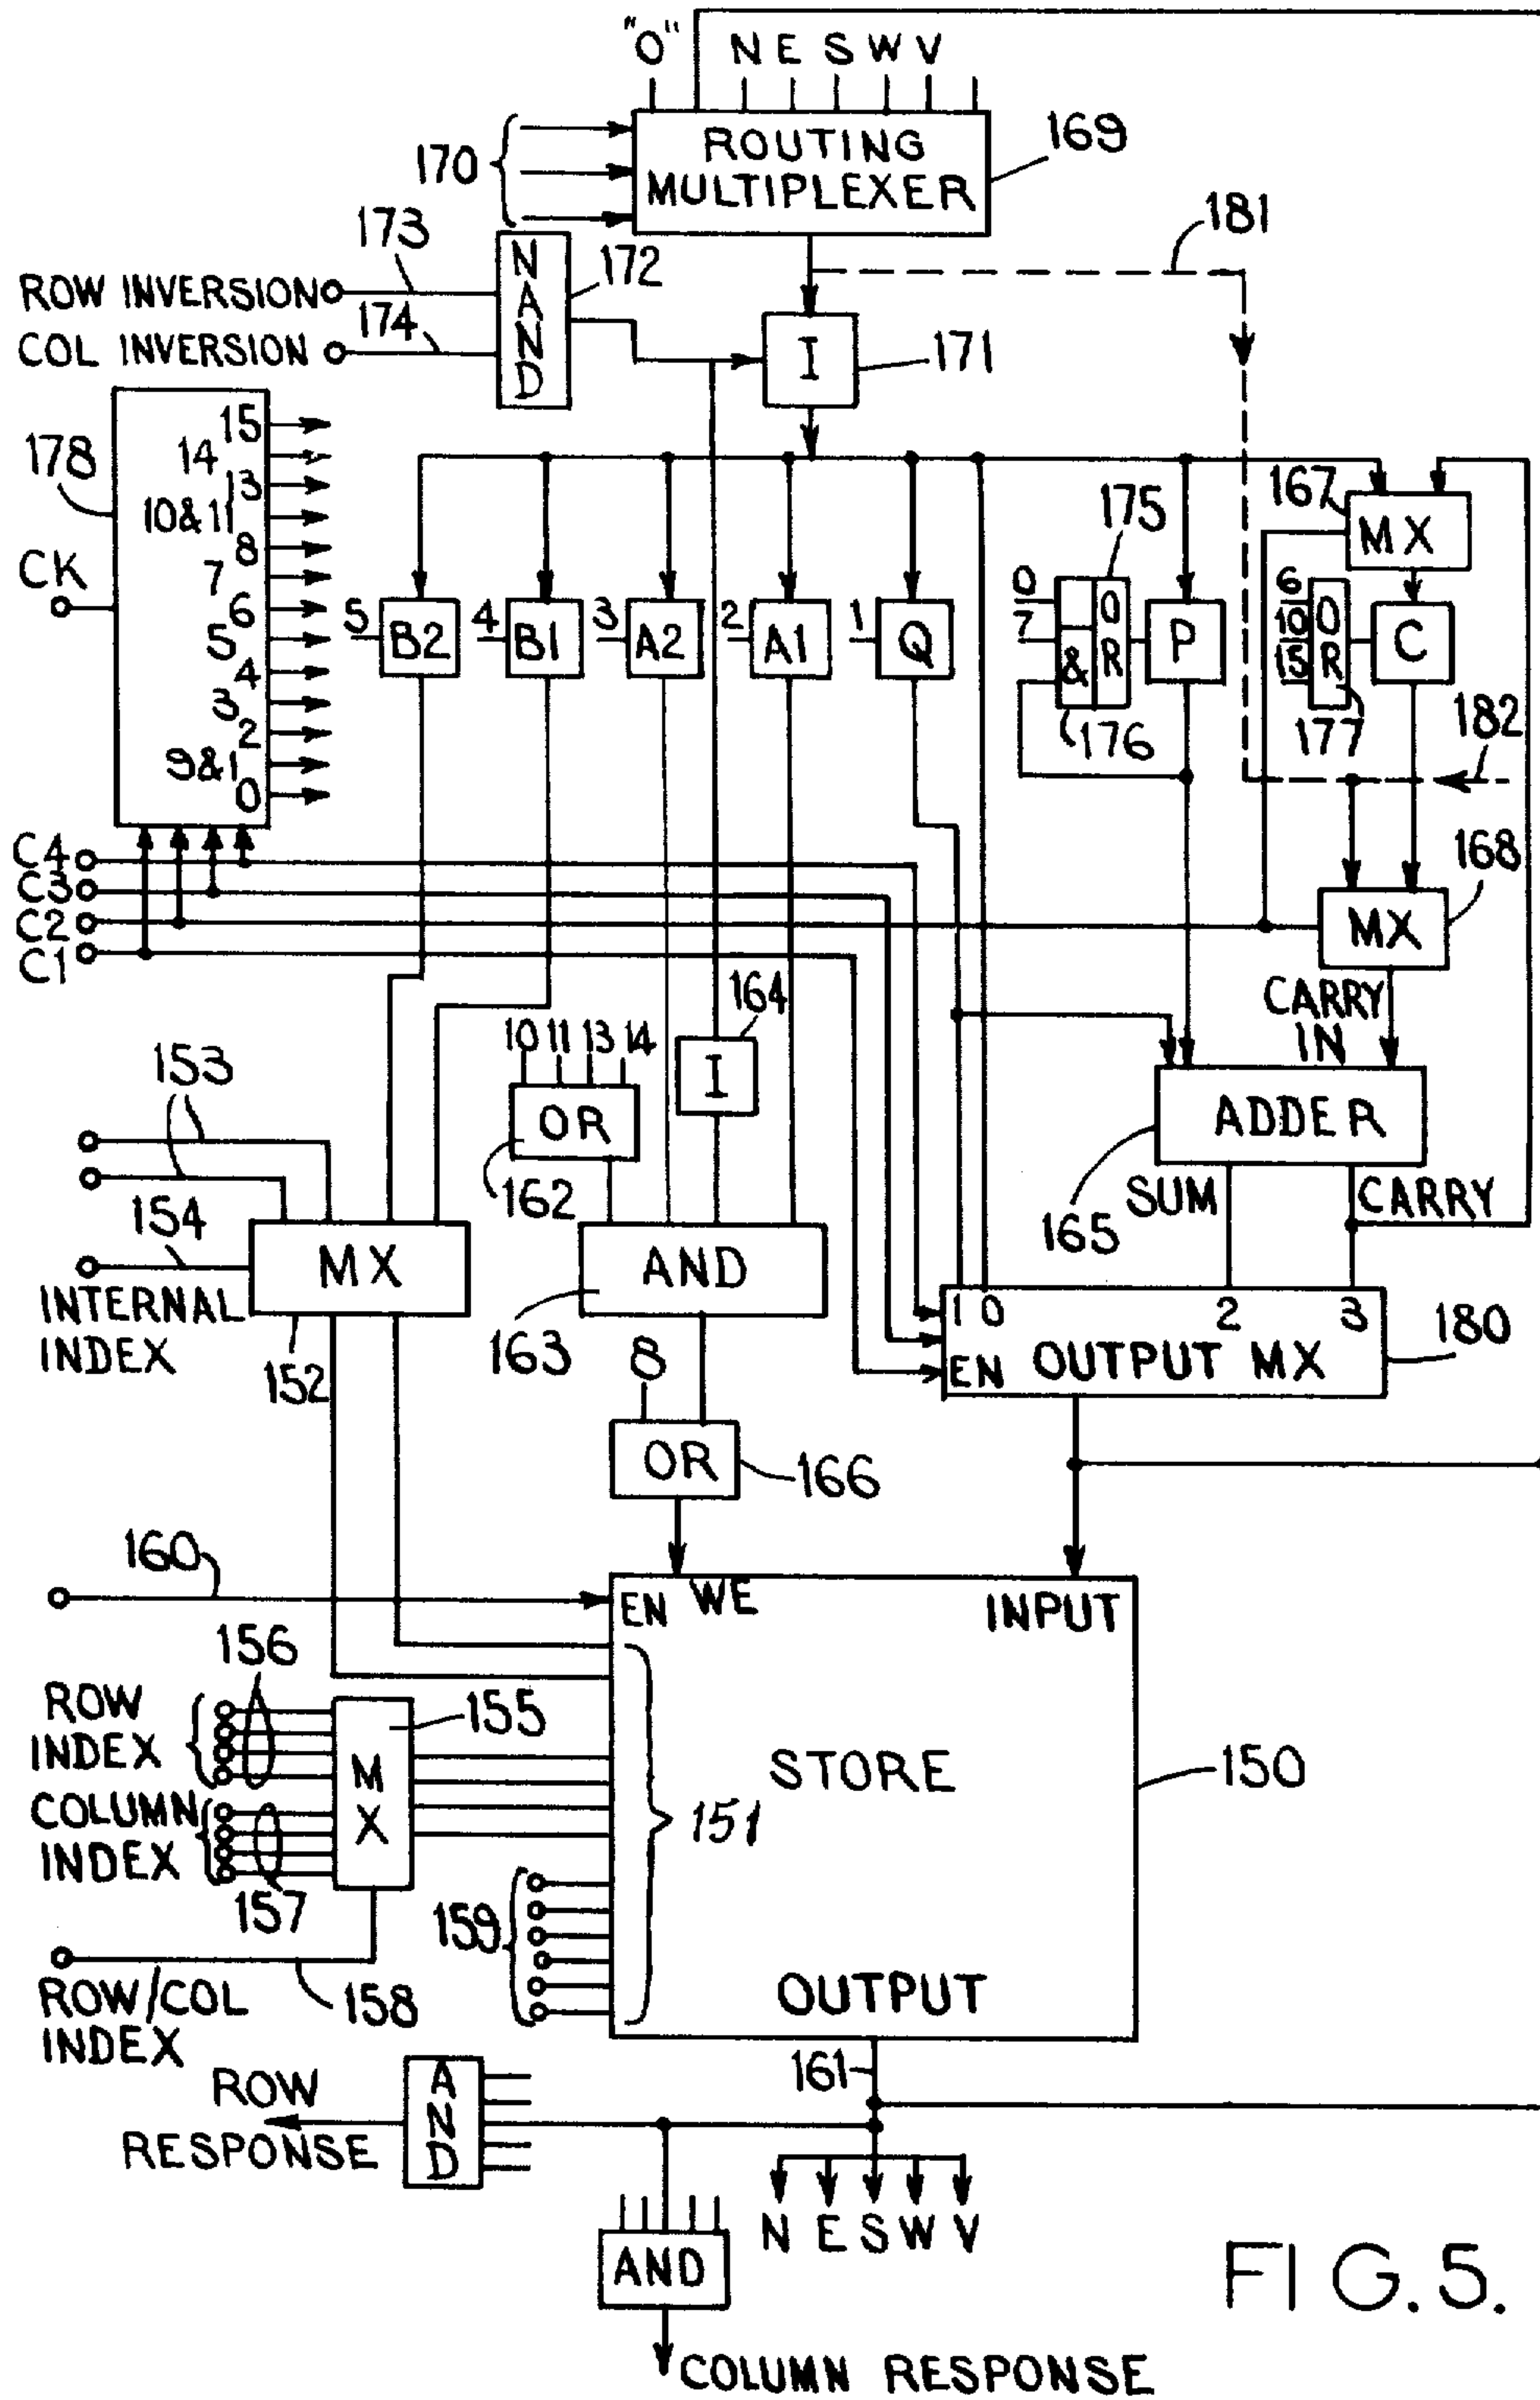 "O" N E S W V
ROUTING
MULTIPLEXER
169
170
181
173
172
NAND
ROW INVERSION
174
COL INVERSION
I
171
178
CK
15
14
13
10&11
8
7
6
5
4
3
2
9&1
0
5 B2
4 B1
3 A2
2 A1
1 Q
175
0
7
&
OR
P
176
167
MX
6
10
15
OR
C
177
182
C4
C3
C2
C1
168
MX
CARRY
IN
164
I
10 11 13 14
OR
162
153
154
INTERNAL
INDEX
MX
152
AND
163
ADDER
165
SUM
CARRY
1 0 2 3
EN OUTPUT MX
180
8
OR
166
160
EN WE INPUT
156
ROW
INDEX
155
MX
COLUMN
INDEX
157
STORE
150
151
159
ROW/COL
INDEX
158
OUTPUT
161
ROW
RESPONSE
AND
N E S W V
AND
COLUMN RESPONSE
FIG. 5.